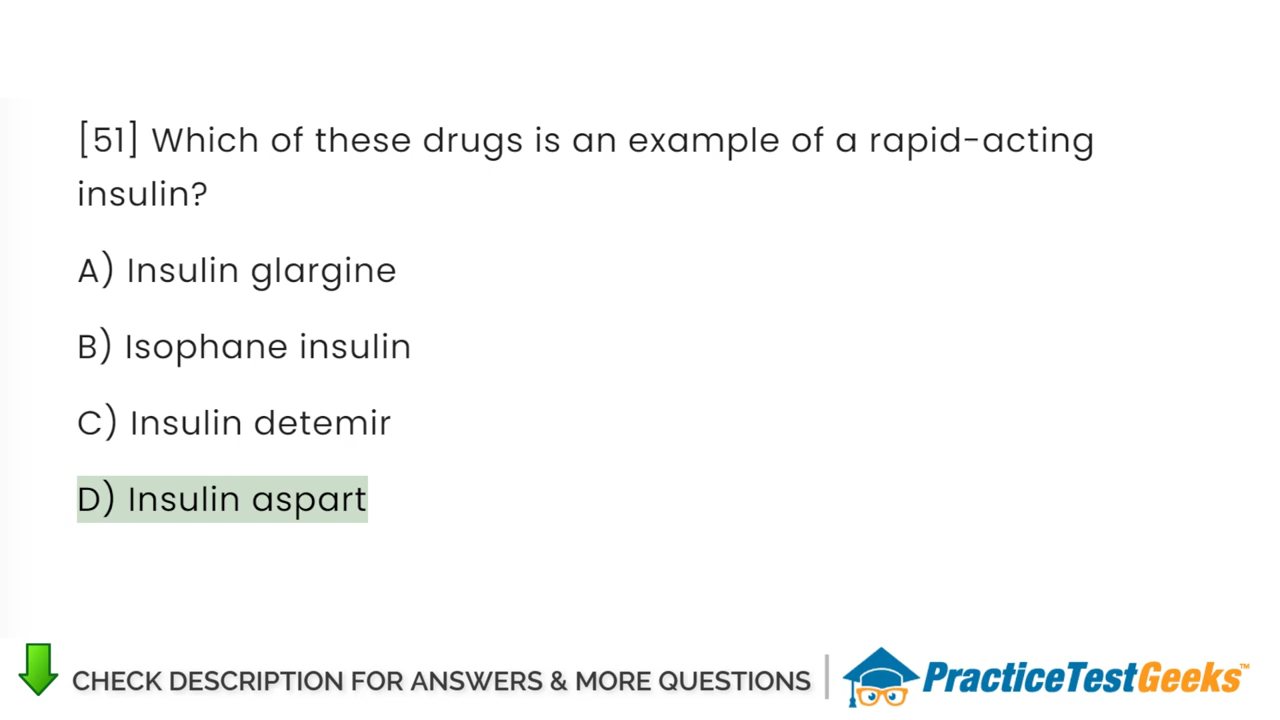 [51] Which of these drugs is an example of a rapid-acting
insulin?
A) Insulin glargine
B) Isophane insulin
C) Insulin detemir
D) Insulin aspart
CHECK DESCRIPTION FOR ANSWERS & MORE QUESTIONS
PracticeTestGeeks™